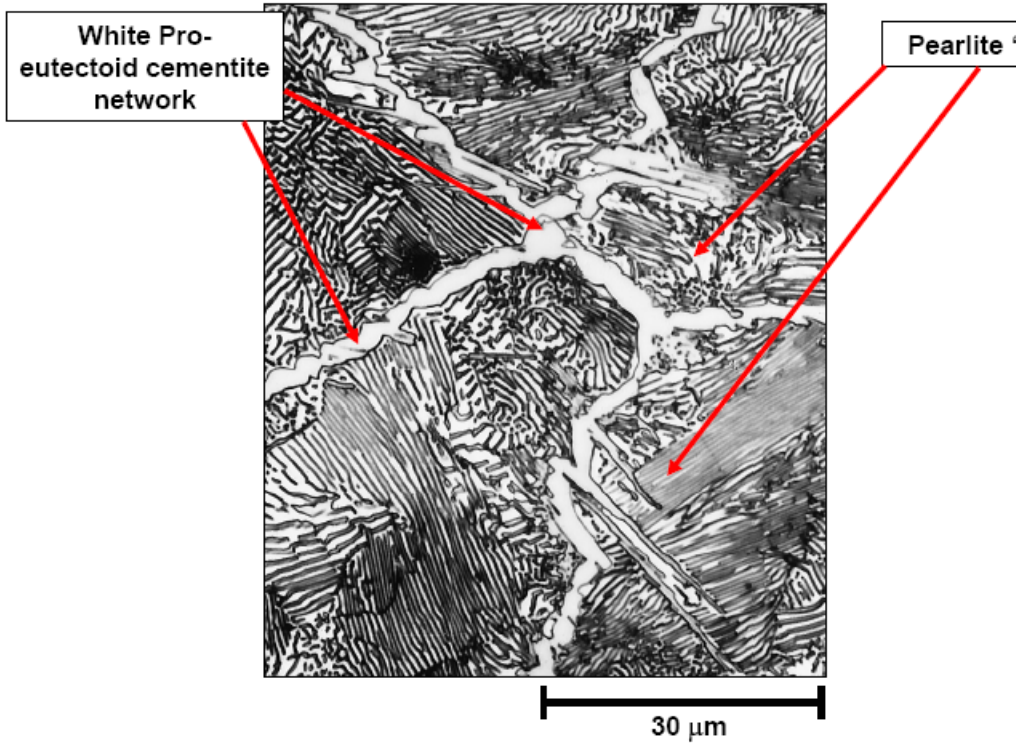 White Pro-
eutectoid cementite
network
Pearlite ‘
30 μm